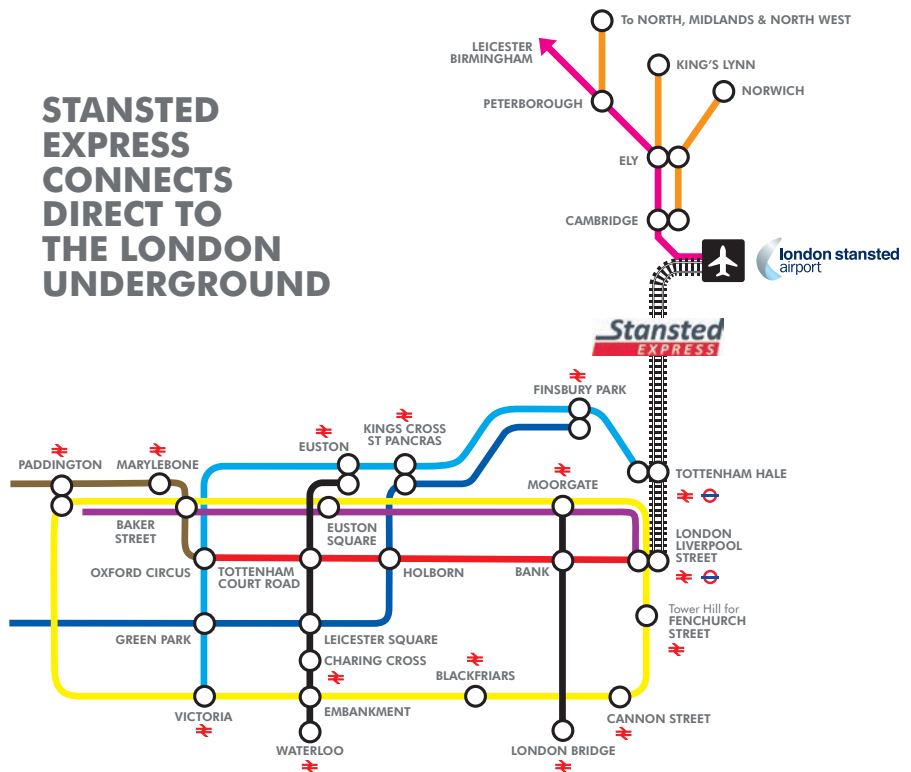 To NORTH, MIDLANDS & NORTH WEST
LEICESTER
BIRMINGHAM
KING'S LYNN
NORWICH
PETERBOROUGH
STANSTED
EXPRESS
CONNECTS
DIRECT TO
THE LONDON
UNDERGROUND
ELY
CAMBRIDGE
london stansted
airport
Stansted
EXPRESS
FINSBURY PARK
KINGS CROSS
ST PANCRAS
EUSTON
PADDINGTON
MARYLEBONE
TOTTENHAM HALE
MOORGATE
BAKER
STREET
EUSTON
SQUARE
LONDON
LIVERPOOL
STREET
OXFORD CIRCUS
TOTTENHAM
COURT ROAD
HOLBORN
BANK
Tower Hill for
FENCHURCH
STREET
GREEN PARK
LEICESTER SQUARE
CHARING CROSS
BLACKFRIARS
VICTORIA
EMBANKMENT
CANNON STREET
WATERLOO
LONDON BRIDGE